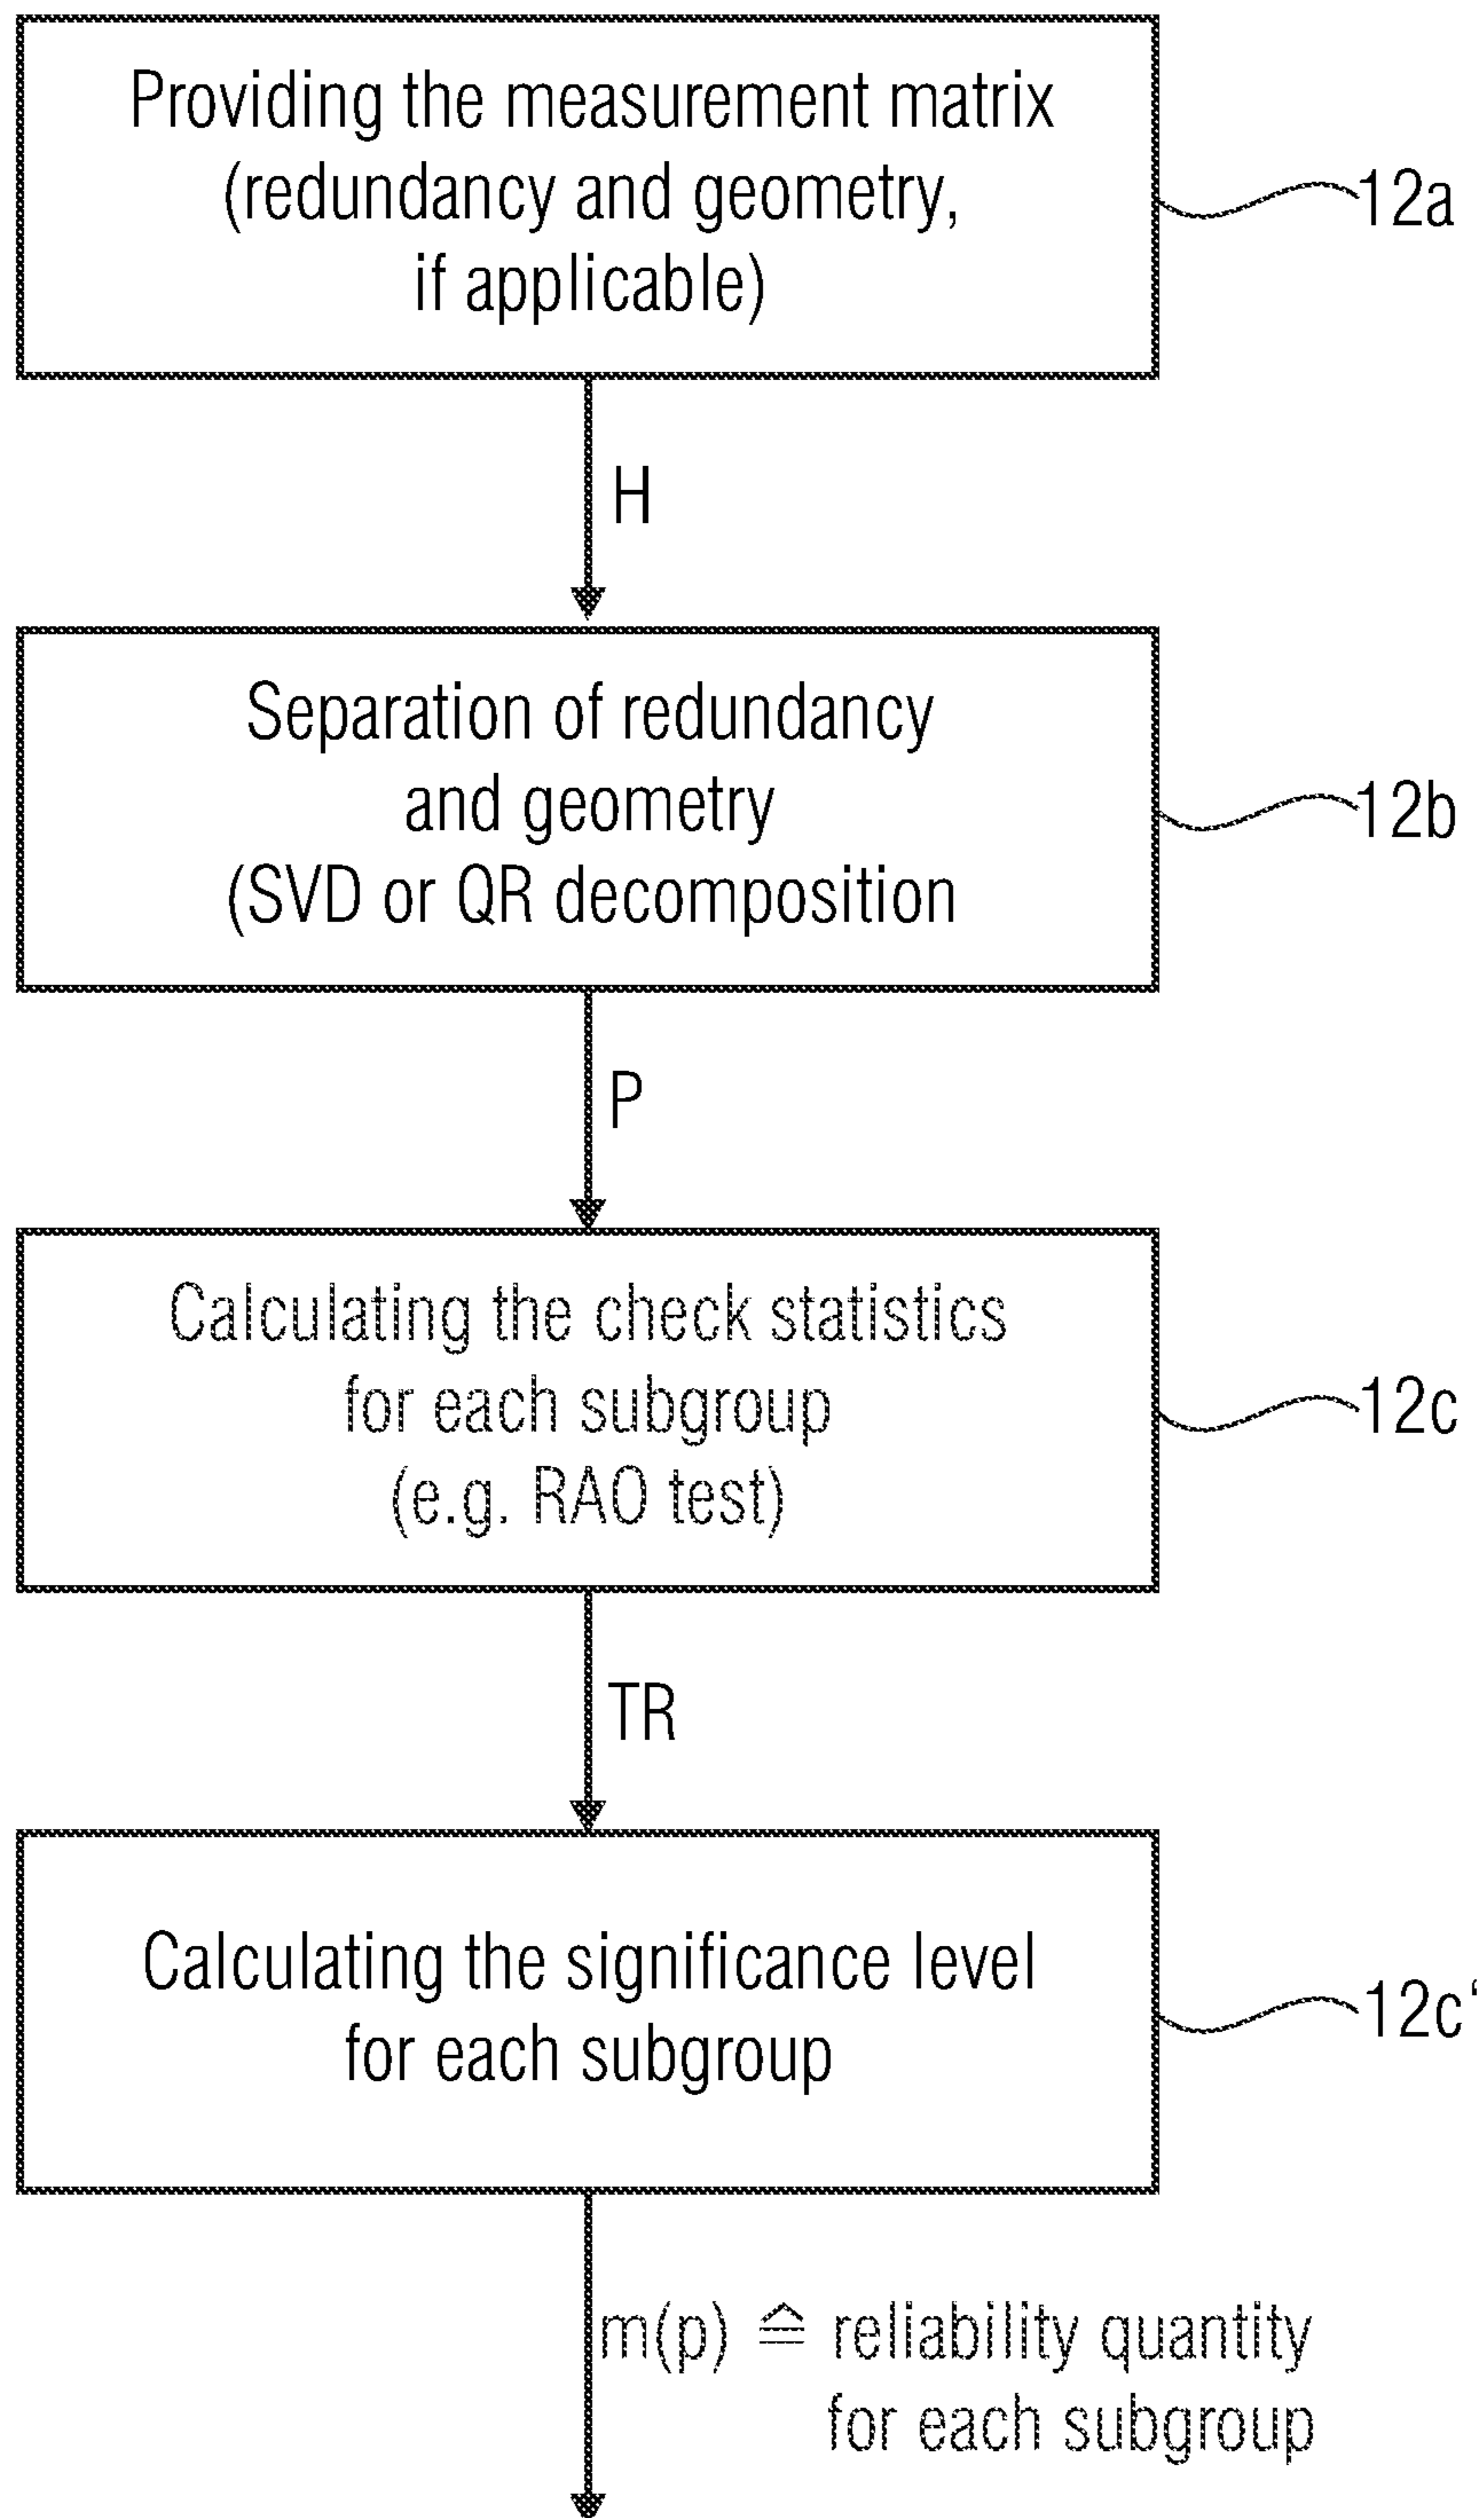 Providing the measurement matrix
(redundancy and geometry,
if applicable)
12a
H
Separation of redundancy
and geometry
(SVD or QR decomposition
12b
P
Calculating the check statistics
for each subgroup
(e.g. RAO test)
12c
TR
Calculating the significance level
for each subgroup
12c‘
m(p) ≙ reliability quantity
for each subgroup